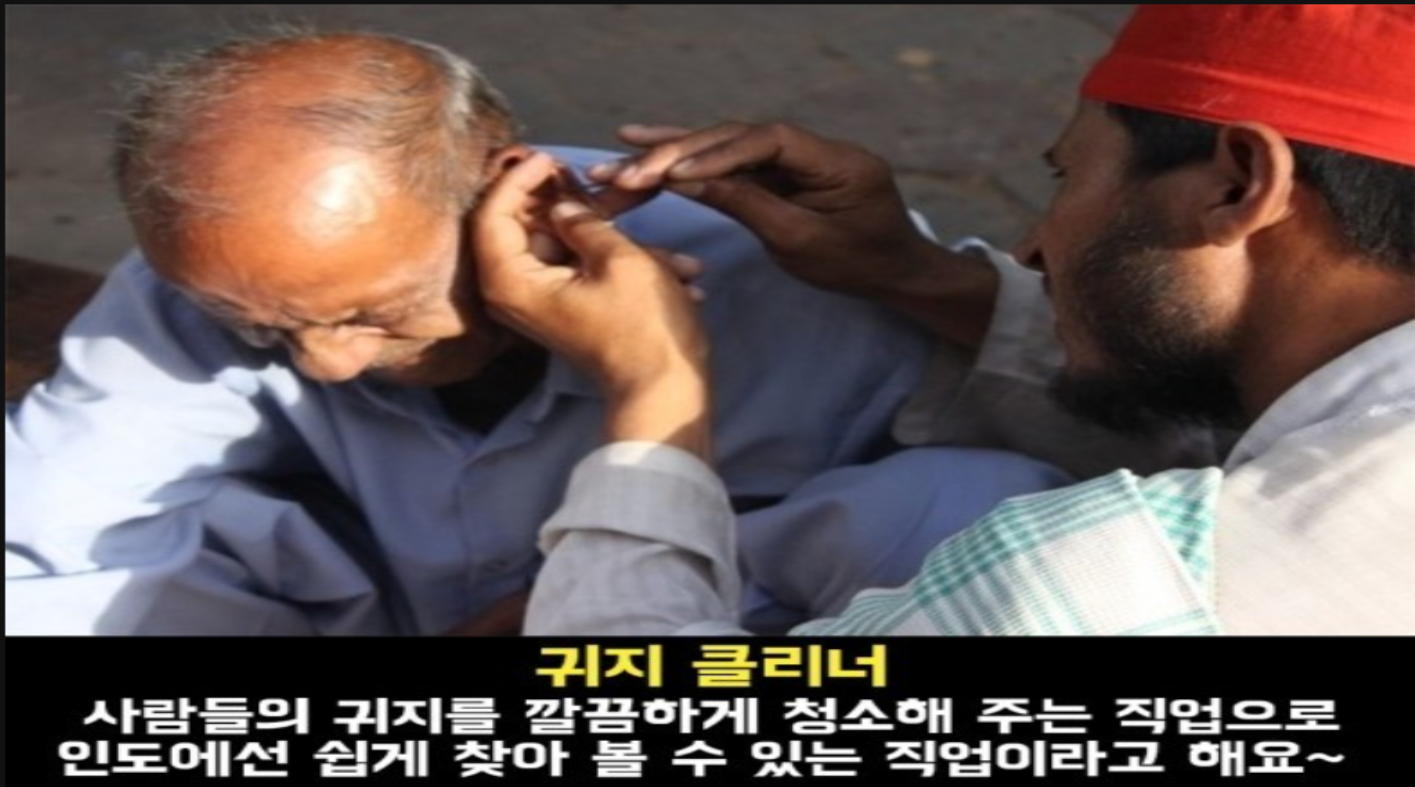 귀지 클리너
사람들의 귀지를 깔끔하게 청소해 주는 직업으로
인도에선 쉽게 찾아 볼 수 있는 직업이라고 해요~